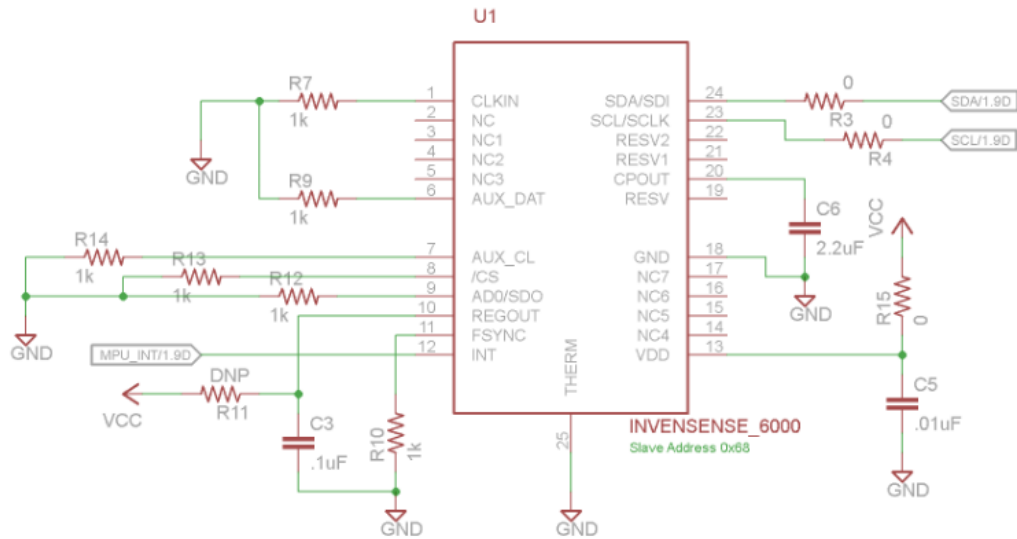 U1
R7
1k
R9
1k
GND
R14
1k
R13
1k
R12
1k
GND
MPU_INT/1.9D
DNP
R11
VCC
C3
.1uF
R10
1k
GND
1 CLKIN
2 NC
3 NC1
4 NC2
5 NC3
6 AUX_DAT
7 AUX_CL
8 /CS
9 AD0/SDO
10 REGOUT
11 FSYNC
12 INT
SDA/SDI 24
SCL/SCLK 23
RESV2 22
RESV1 21
CPOUT 20
RESV 19
GND 18
NC7 17
NC6 16
NC5 15
NC4 14
VDD 13
THERM
25
GND
INVENSENSE_6000
Slave Address 0x68
0
R3
SDA/1.9D
0
R4
SCL/1.9D
C6
2.2uF
GND
VCC
R15
0
C5
.01uF
GND